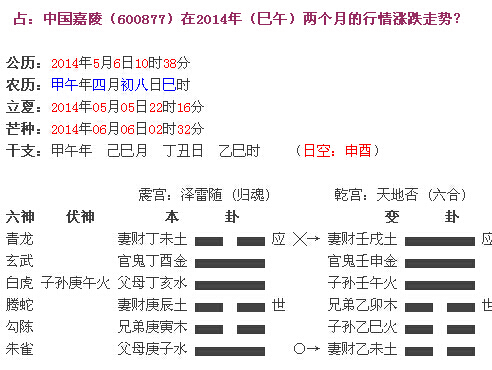 占：中国嘉陵（600877）在2014年（巳午）两个月的行情涨跌走势？
公历：2014年5月6日10时38分
农历：甲午年四月初八日巳时
立夏：2014年05月05日22时16分
芒种：2014年06月06日02时32分
干支：甲午年 己巳月 丁丑日 乙巳时 （日空：申酉）
震宫：泽雷随（归魂） 乾宫：天地否（六合）
六神 伏神 本 卦 变 卦
青龙 妻财丁未土 应 ╳→ 妻财壬戌土 应
玄武 官鬼丁酉金 官鬼壬申金
白虎 子孙庚午火 父母丁亥水 子孙壬午火
螣蛇 妻财庚辰土 世 兄弟乙卯木 世
勾陈 兄弟庚寅木 子孙乙巳火
朱雀 父母庚子水 ○→ 妻财乙未土